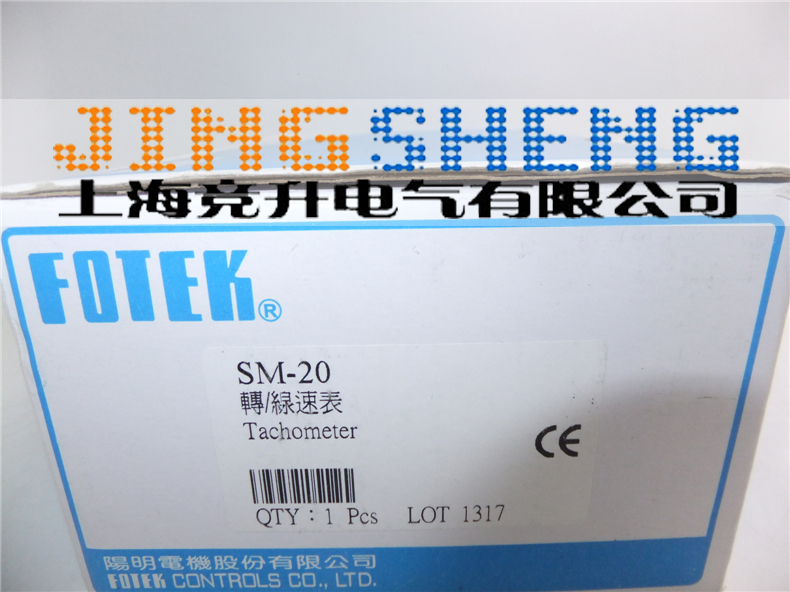 JINGSHENG
上海竞升电气有限公司
FOTEK®
SM-20
轉/線速表
Tachometer
CE
QTY：1 Pcs LOT 1317
陽明電機股份有限公司
FOTEK CONTROLS CO., LTD.